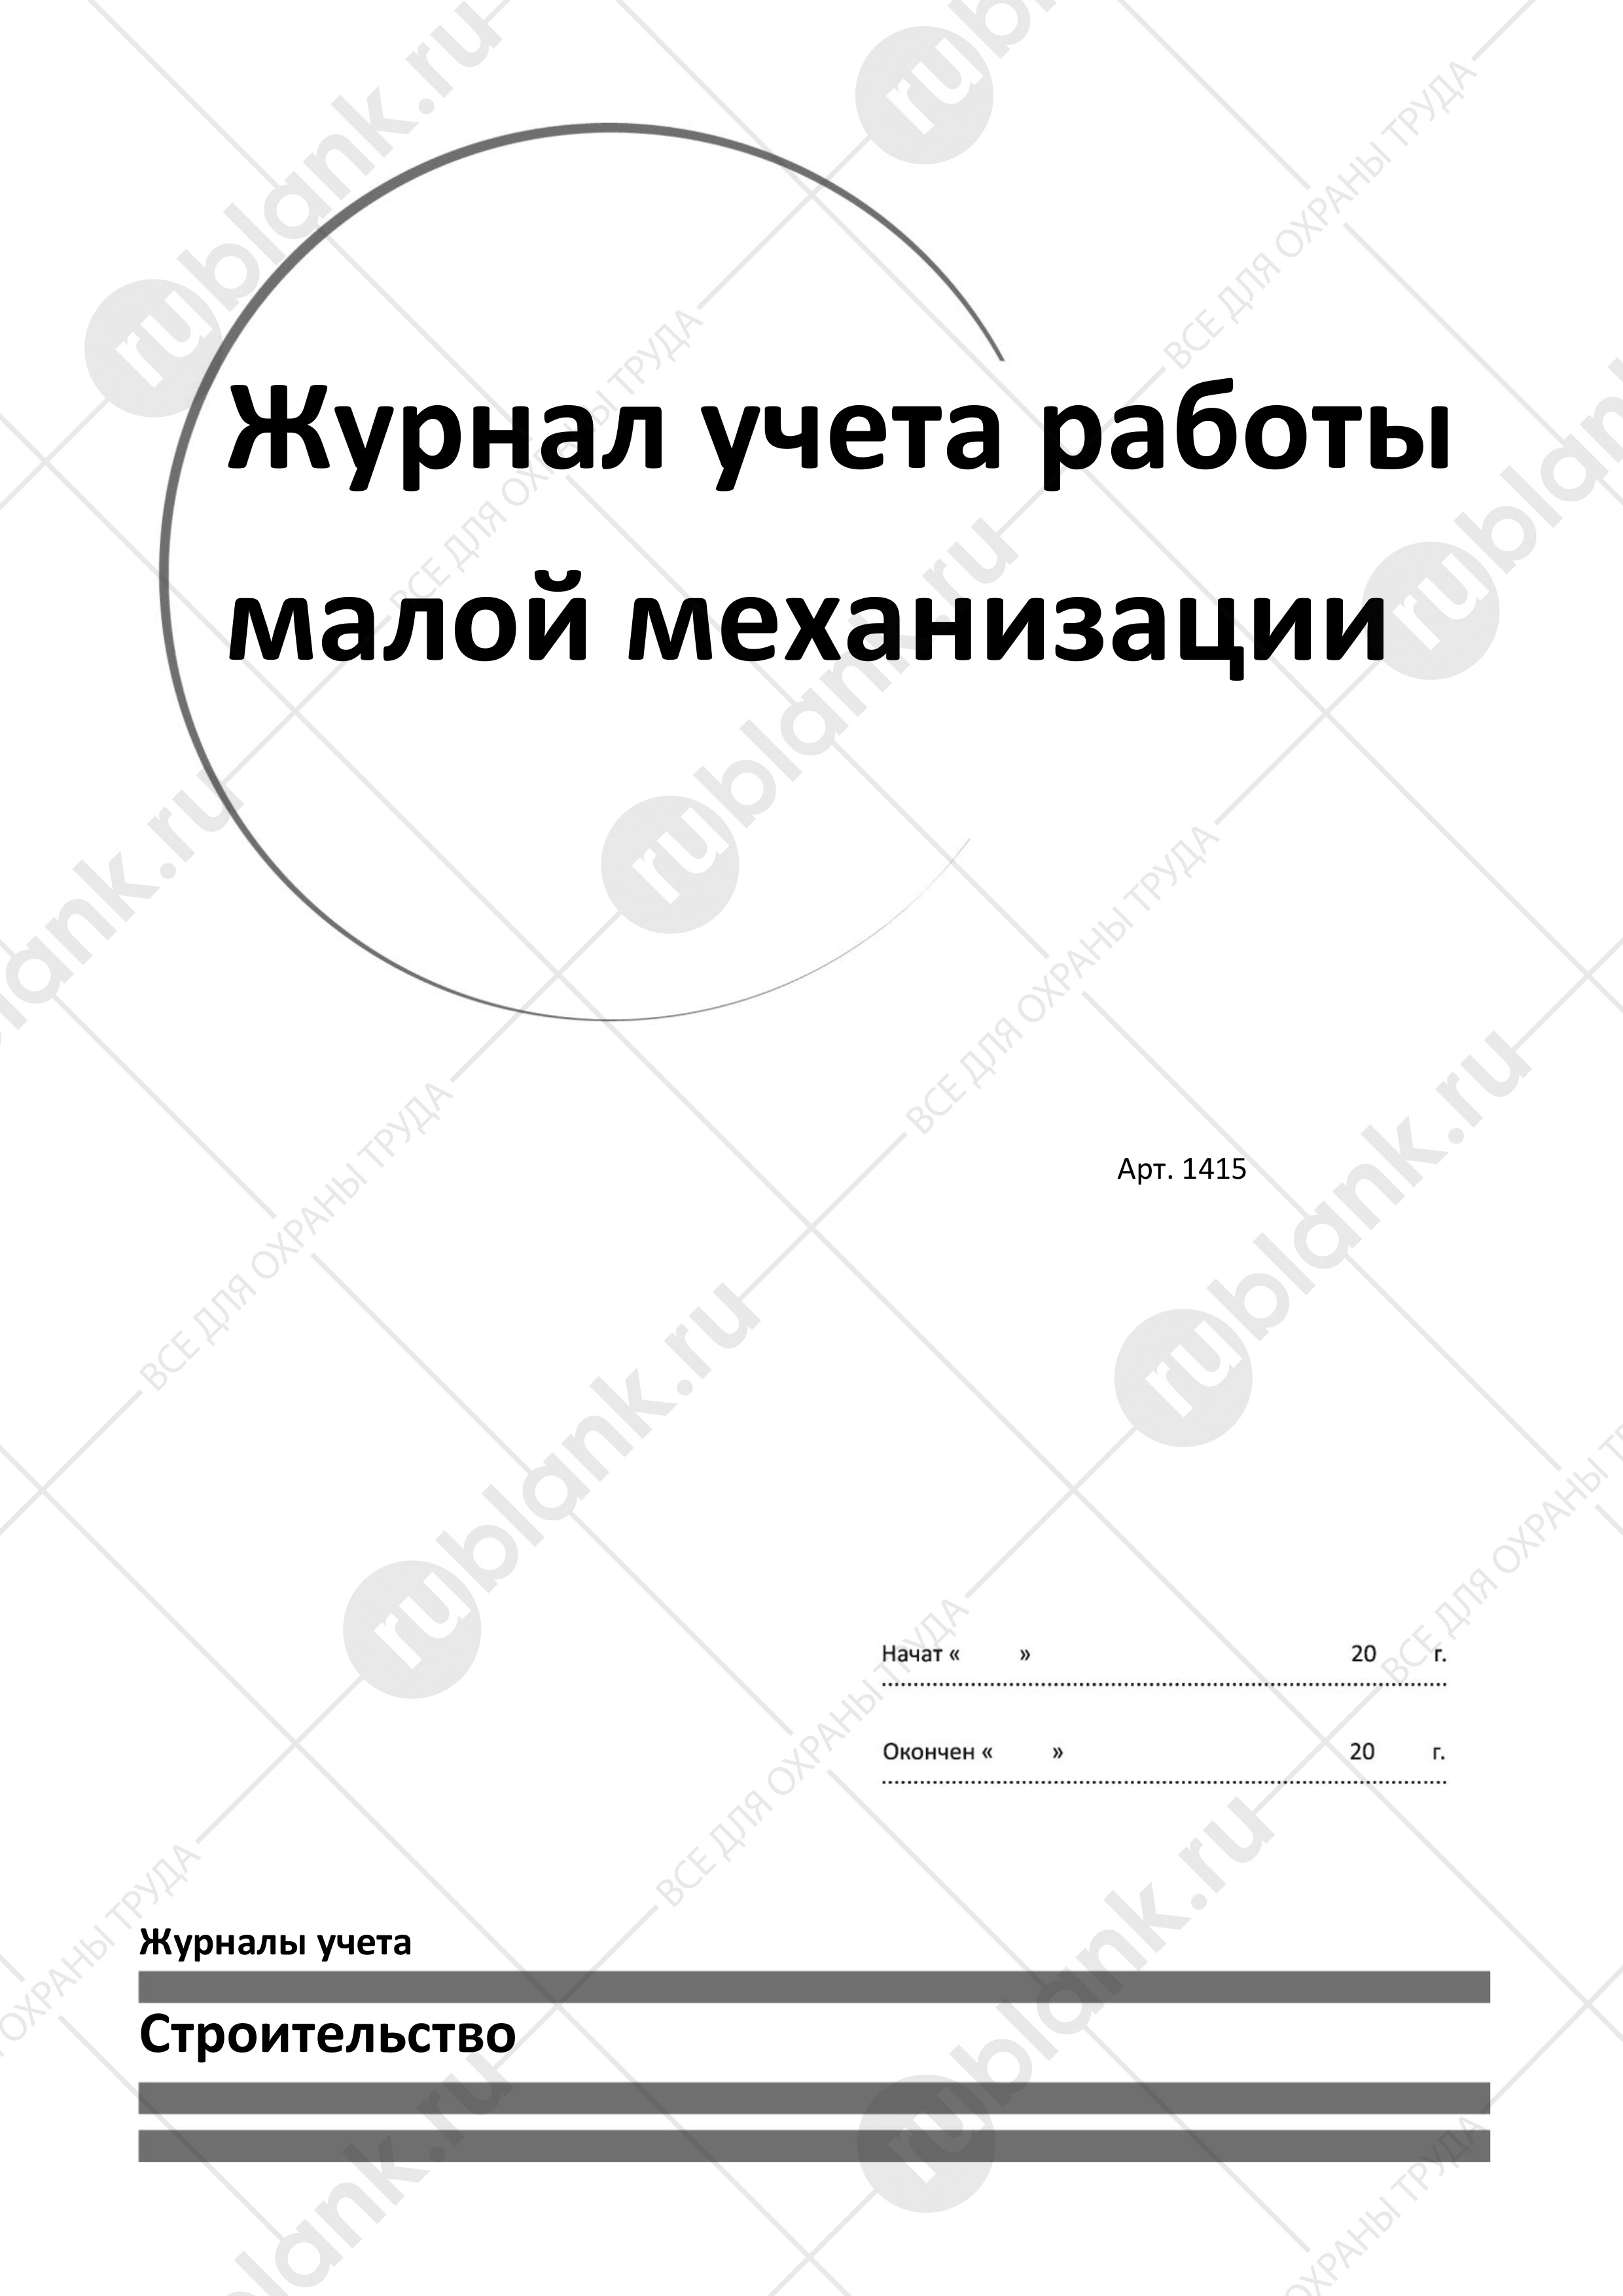 Журнал учета работы
малой механизации
Арт. 1415
Начат « » 20 г.
Окончен « » 20 г.
Журналы учета
Строительство
rublank.ru
ВСЕ ДЛЯ ОХРАНЫ ТРУДА